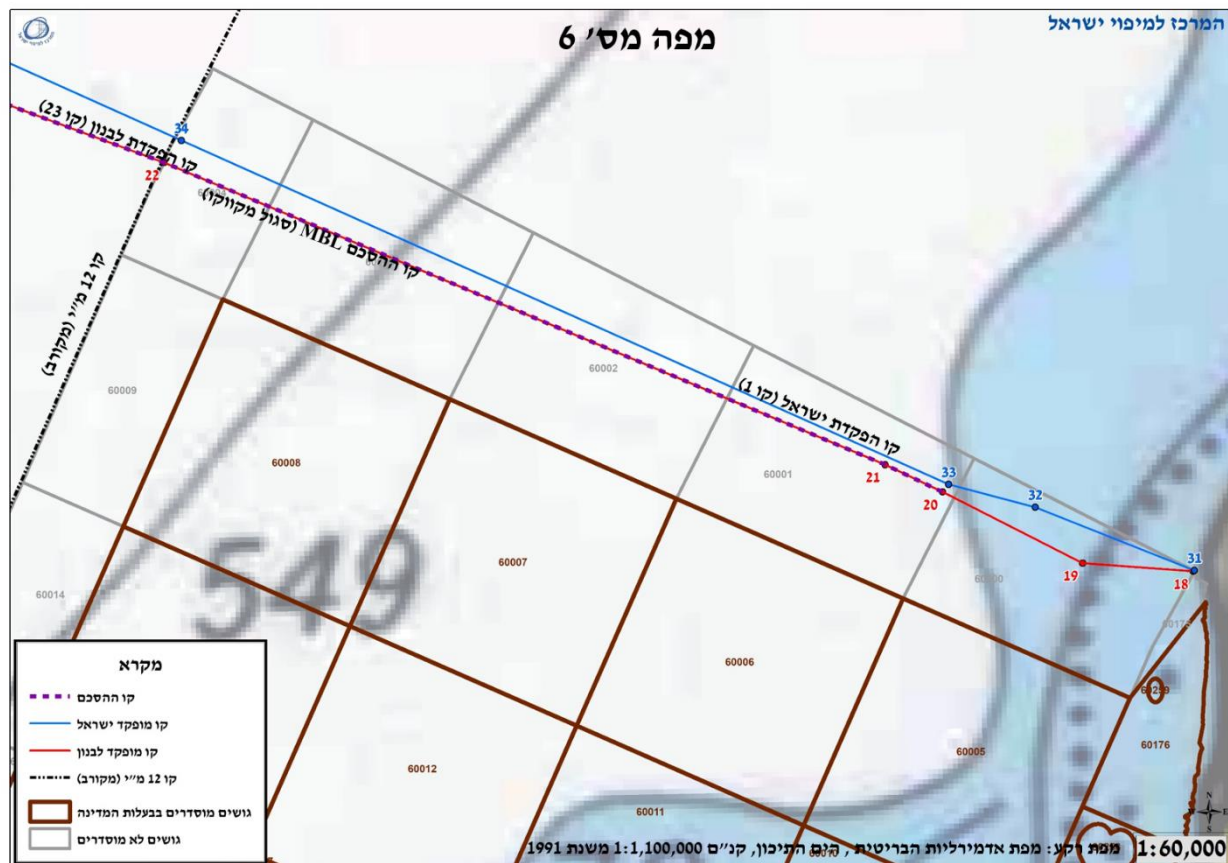 המרכז למיפוי ישראל
מפה מס' 6
קו הפקדת לבנון (קו 23)
34
22
קו ההסכם MBL (סגול מקווקו)
קו 12 מ״י (מקורב)
60002
קו הפקדת ישראל (קו 1)
60009
60008
60001
21
33
20
32
31
18
19
549
60007
60014
60006
60259
60176
60005
60012
60011
60010
מקרא
קו ההסכם
קו מופקד ישראל
קו מופקד לבנון
קו 12 מ״י (מקורב)
גושים מוסדרים בבעלות המדינה
גושים לא מוסדרים
N
S
מפת רקע: מפת אדמירליות הבריטית, הים התיכון, קנ״מ 1:1,100,000 משנת 1991
1:60,000